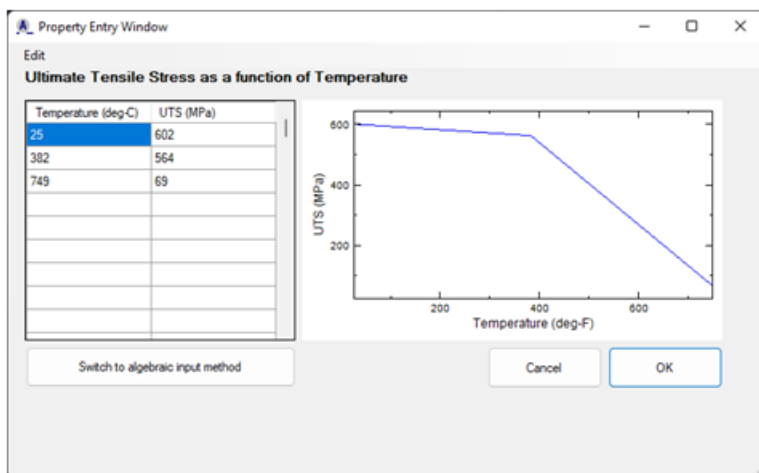 Property Entry Window
Edit
Ultimate Tensile Stress as a function of Temperature
Temperature (deg-C) UTS (MPa)
25 602
382 564
749 69
600
400
200
UTS (MPa)
200 400 600
Temperature (deg-F)
Switch to algebraic input method
Cancel
OK